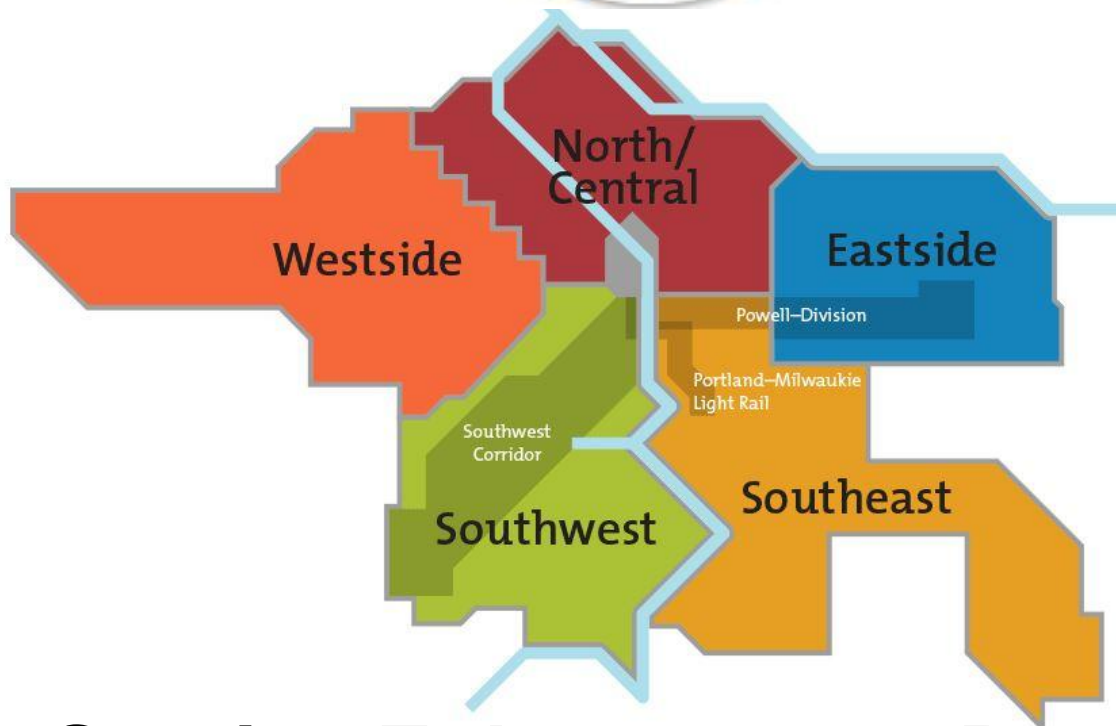 North/
Central
Westside
Eastside
Powell–Division
Portland–Milwaukie
Light Rail
Southwest
Corridor
Southeast
Southwest